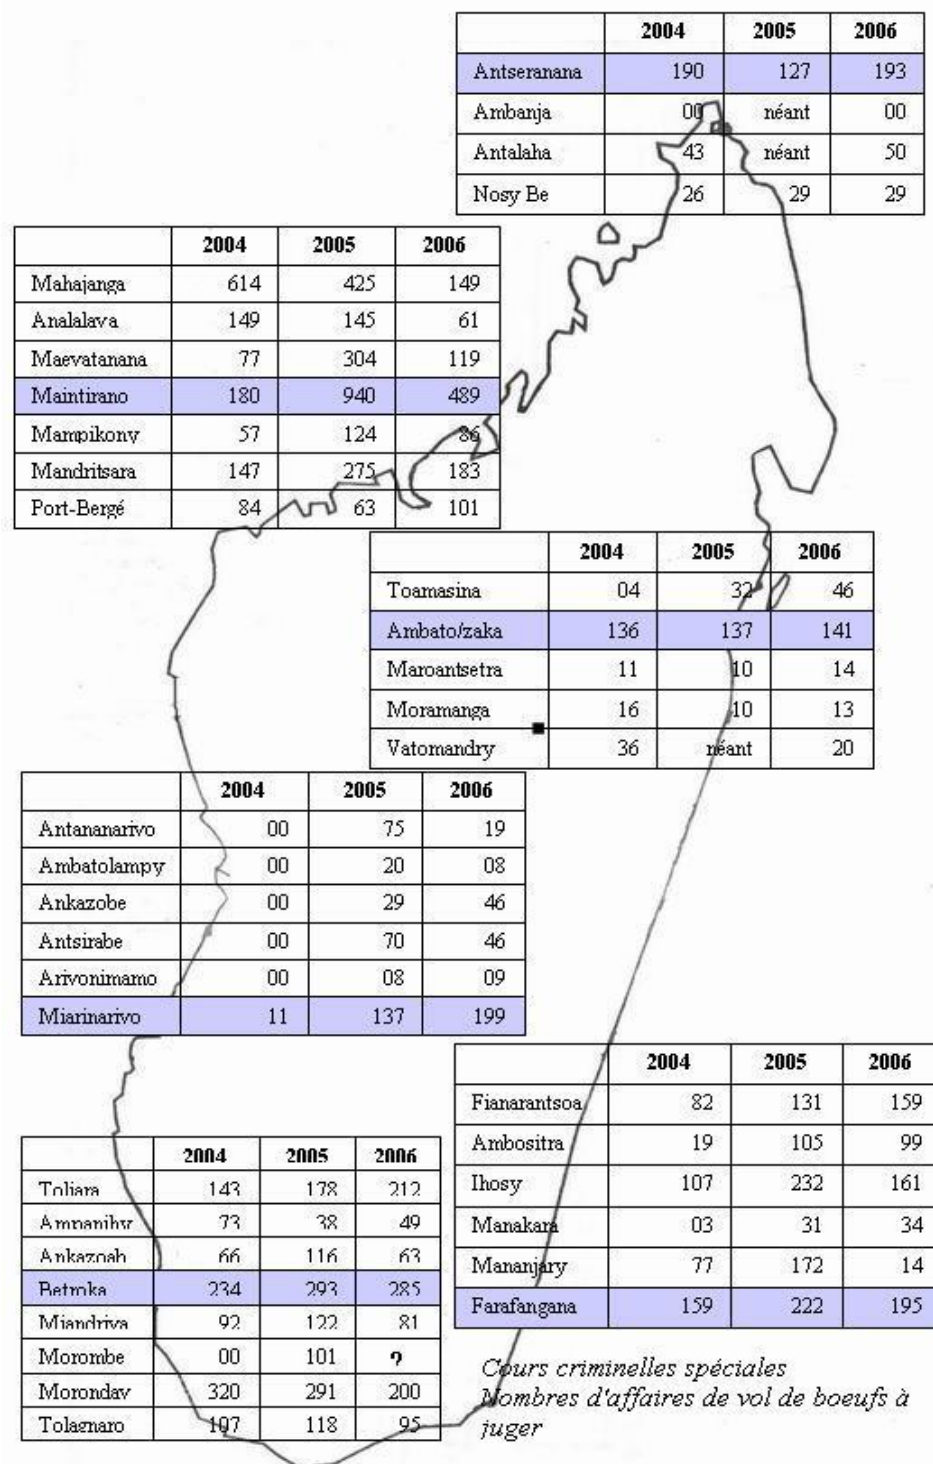 2004 2005 2006
Antseranana 190 127 193
Ambanja 00 néant 00
Antalaha 43 néant 50
Nosy Be 26 29 29
2004 2005 2006
Mahajanga 614 425 149
Analalava 149 145 61
Maevatanana 77 304 119
Maintirano 180 940 489
Mampikony 57 124 86
Mandritsara 147 275 183
Port-Bergé 84 63 101
2004 2005 2006
Toamasina 04 32 46
Ambato/zaka 136 137 141
Maroantsetra 11 10 14
Moramanga 16 10 13
Vatomandry 36 néant 20
2004 2005 2006
Antananarivo 00 75 19
Ambatolampy 00 20 08
Ankazobe 00 29 46
Antsirabe 00 70 46
Arivonimamo 00 08 09
Miarinarivo 11 137 199
2004 2005 2006
Fianarantsoa 82 131 159
Ambositra 19 105 99
Ihosy 107 232 161
Manakara 03 31 34
Mananjary 77 172 14
Farafangana 159 222 195
2004 2005 2006
Toliara 143 178 212
Ampanihy 73 38 49
Ankazoab 66 116 63
Betroka 234 293 285
Miandriva 92 122 81
Morombe 00 101 ?
Morondav 320 291 200
Tolagnaro 107 118 95
Cours criminelles spéciales
Nombres d'affaires de vol de boeufs à
juger